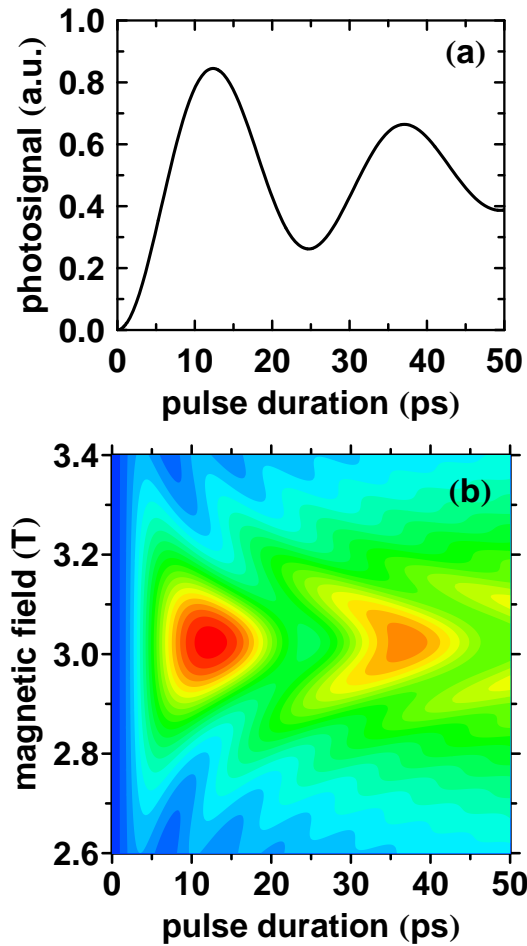 1.0
(a)
0.8
0.6
0.4
0.2
0.0
photosignal (a.u.)
0 10 20 30 40 50
pulse duration (ps)
3.4
(b)
3.2
3.0
2.8
2.6
magnetic field (T)
0 10 20 30 40 50
pulse duration (ps)